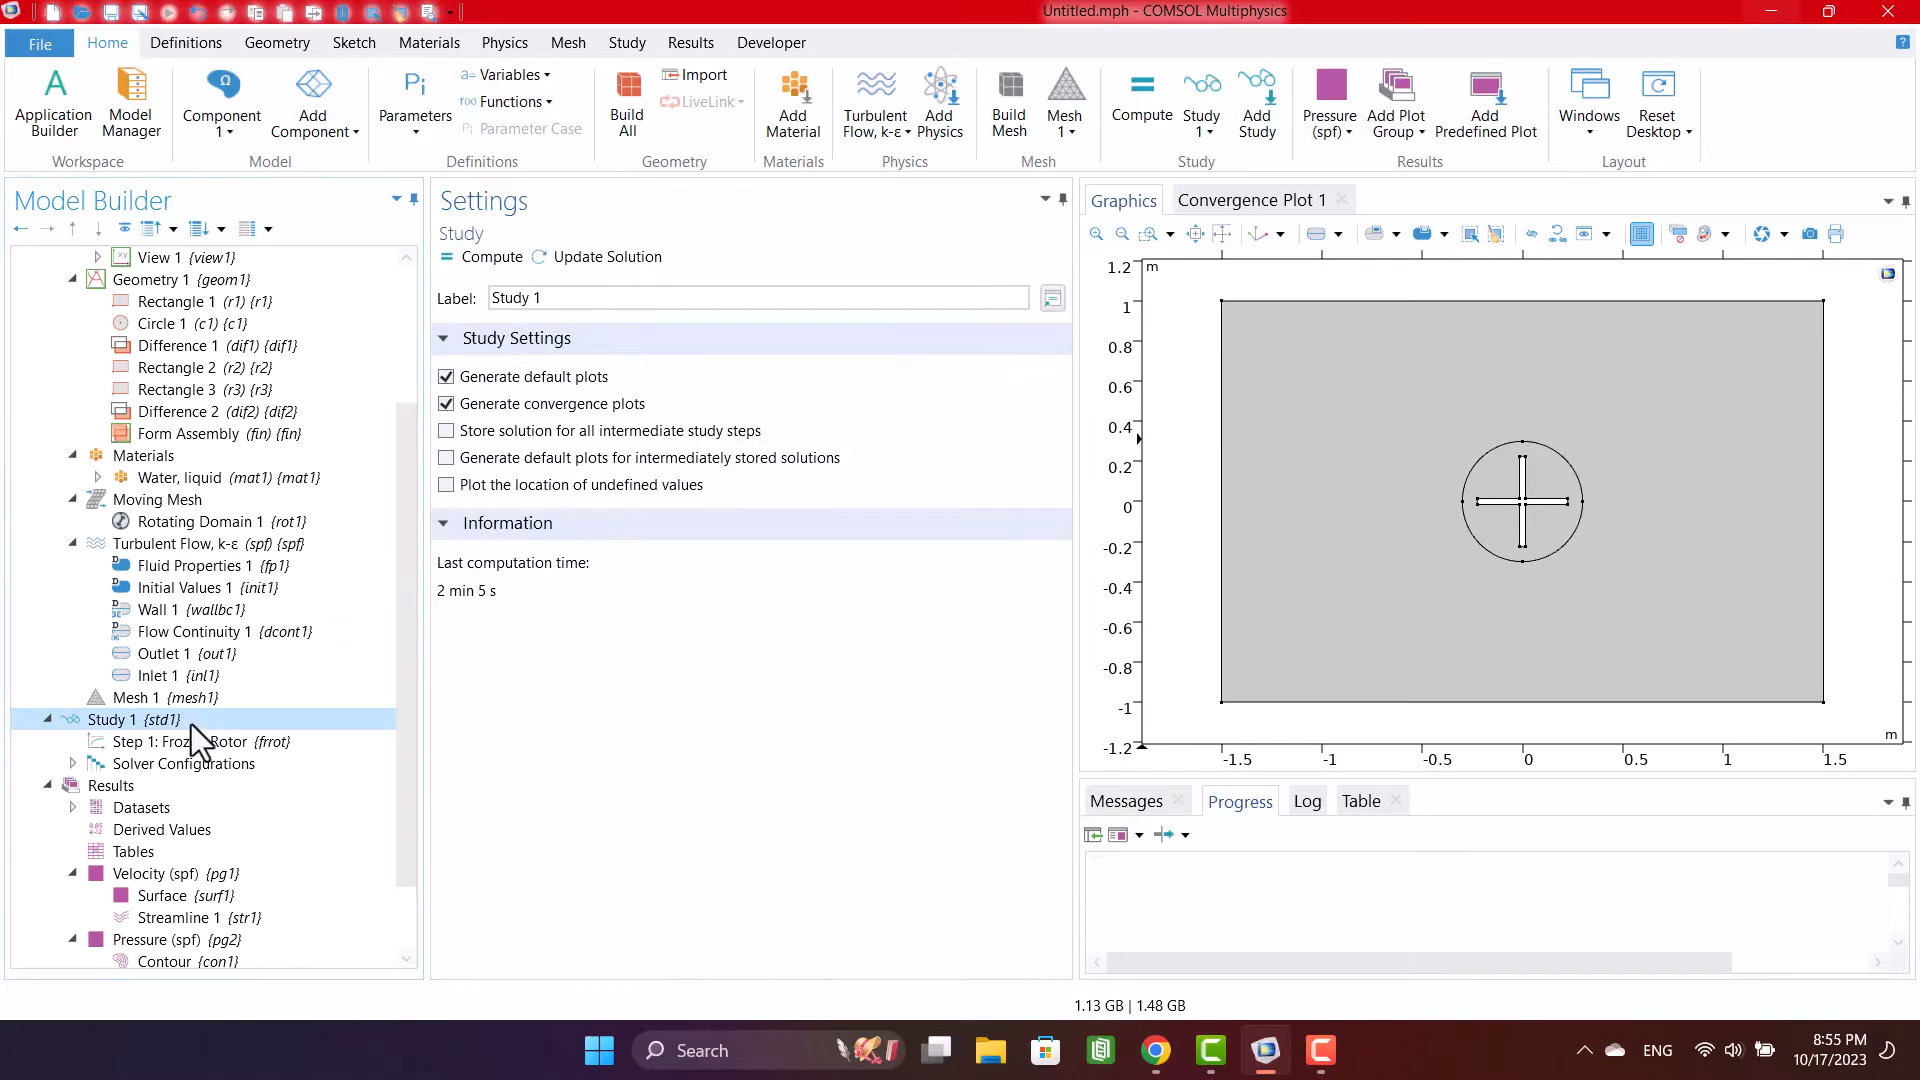 Untitled.mph - COMSOL Multiphysics
File Home Definitions Geometry Sketch Materials Physics Mesh Study Results Developer
Application Builder
Model Manager
Workspace
Component 1
Add Component
Model
Parameters
a= Variables
f(x) Functions
Pi Parameter Case
Definitions
Build All
Import
LiveLink
Geometry
Add Material
Materials
Turbulent Flow, k-ε
Add Physics
Physics
Build Mesh
Mesh 1
Mesh
Compute
Study 1
Add Study
Study
Pressure (spf)
Add Plot Group
Add Predefined Plot
Results
Windows
Reset Desktop
Layout
Model Builder
View 1 {view1}
Geometry 1 {geom1}
Rectangle 1 (r1) {r1}
Circle 1 (c1) {c1}
Difference 1 (dif1) {dif1}
Rectangle 2 (r2) {r2}
Rectangle 3 (r3) {r3}
Difference 2 (dif2) {dif2}
Form Assembly (fin) {fin}
Materials
Water, liquid (mat1) {mat1}
Moving Mesh
Rotating Domain 1 {rot1}
Turbulent Flow, k-ε (spf) {spf}
Fluid Properties 1 {fp1}
Initial Values 1 {init1}
Wall 1 {wallbc1}
Flow Continuity 1 {dcont1}
Outlet 1 {out1}
Inlet 1 {inl1}
Mesh 1 {mesh1}
Study 1 {std1}
Step 1: Frozen Rotor {frrot}
Solver Configurations
Results
Datasets
Derived Values
Tables
Velocity (spf) {pg1}
Surface {surf1}
Streamline 1 {str1}
Pressure (spf) {pg2}
Contour {con1}
Settings
Study
= Compute Update Solution
Label: Study 1
Study Settings
Generate default plots
Generate convergence plots
Store solution for all intermediate study steps
Generate default plots for intermediately stored solutions
Plot the location of undefined values
Information
Last computation time:
2 min 5 s
Graphics Convergence Plot 1
m
1.2
1
0.8
0.6
0.4
0.2
0
-0.2
-0.4
-0.6
-0.8
-1
-1.2
m
-1.5 -1 -0.5 0 0.5 1 1.5
Messages Progress Log Table
1.13 GB | 1.48 GB
Search
ENG
8:55 PM
10/17/2023